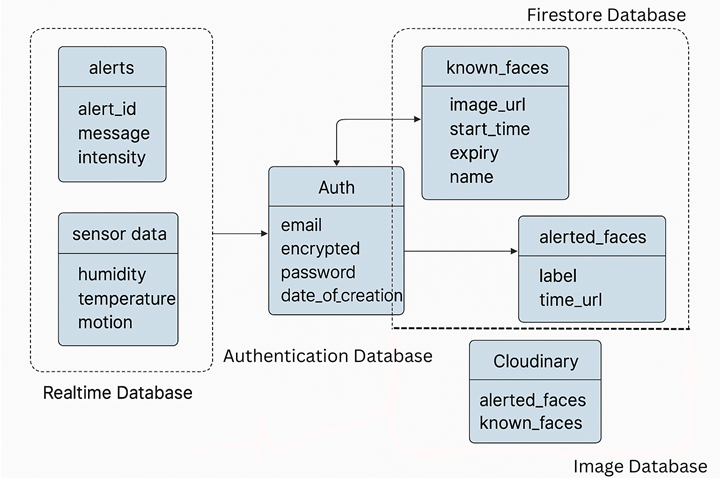 Firestore Database
alerts
alert_id
message
intensity
known_faces
image_url
start_time
expiry
name
Auth
email
encrypted
password
date_of_creation
sensor data
humidity
temperature
motion
alerted_faces
label
time_url
Authentication Database
Realtime Database
Cloudinary
alerted_faces
known_faces
Image Database